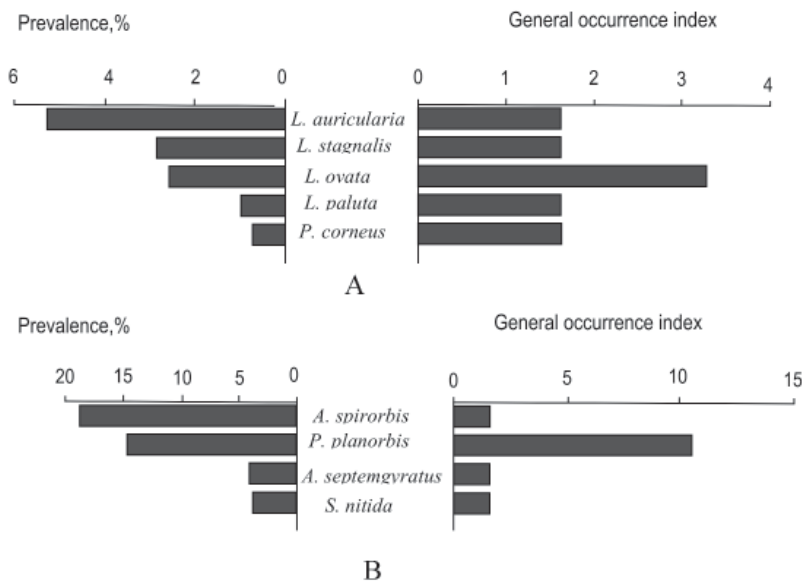 Prevalence,% General occurrence index
6 4 2 0 0 1 2 3 4
L. auricularia
L. stagnalis
L. ovata
L. paluta
P. corneus
A
Prevalence,% General occurrence index
20 15 10 5 0 0 5 10 15
A. spirorbis
P. planorbis
A. septemgyratus
S. nitida
B